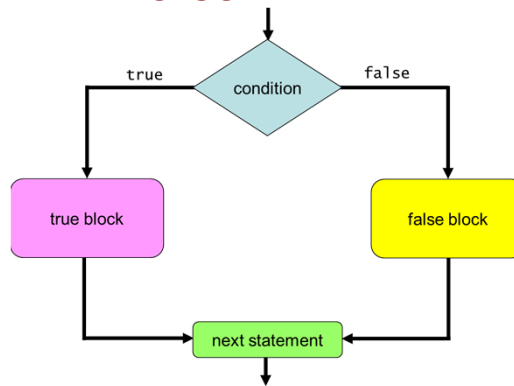 true
false
condition
true block
false block
next statement